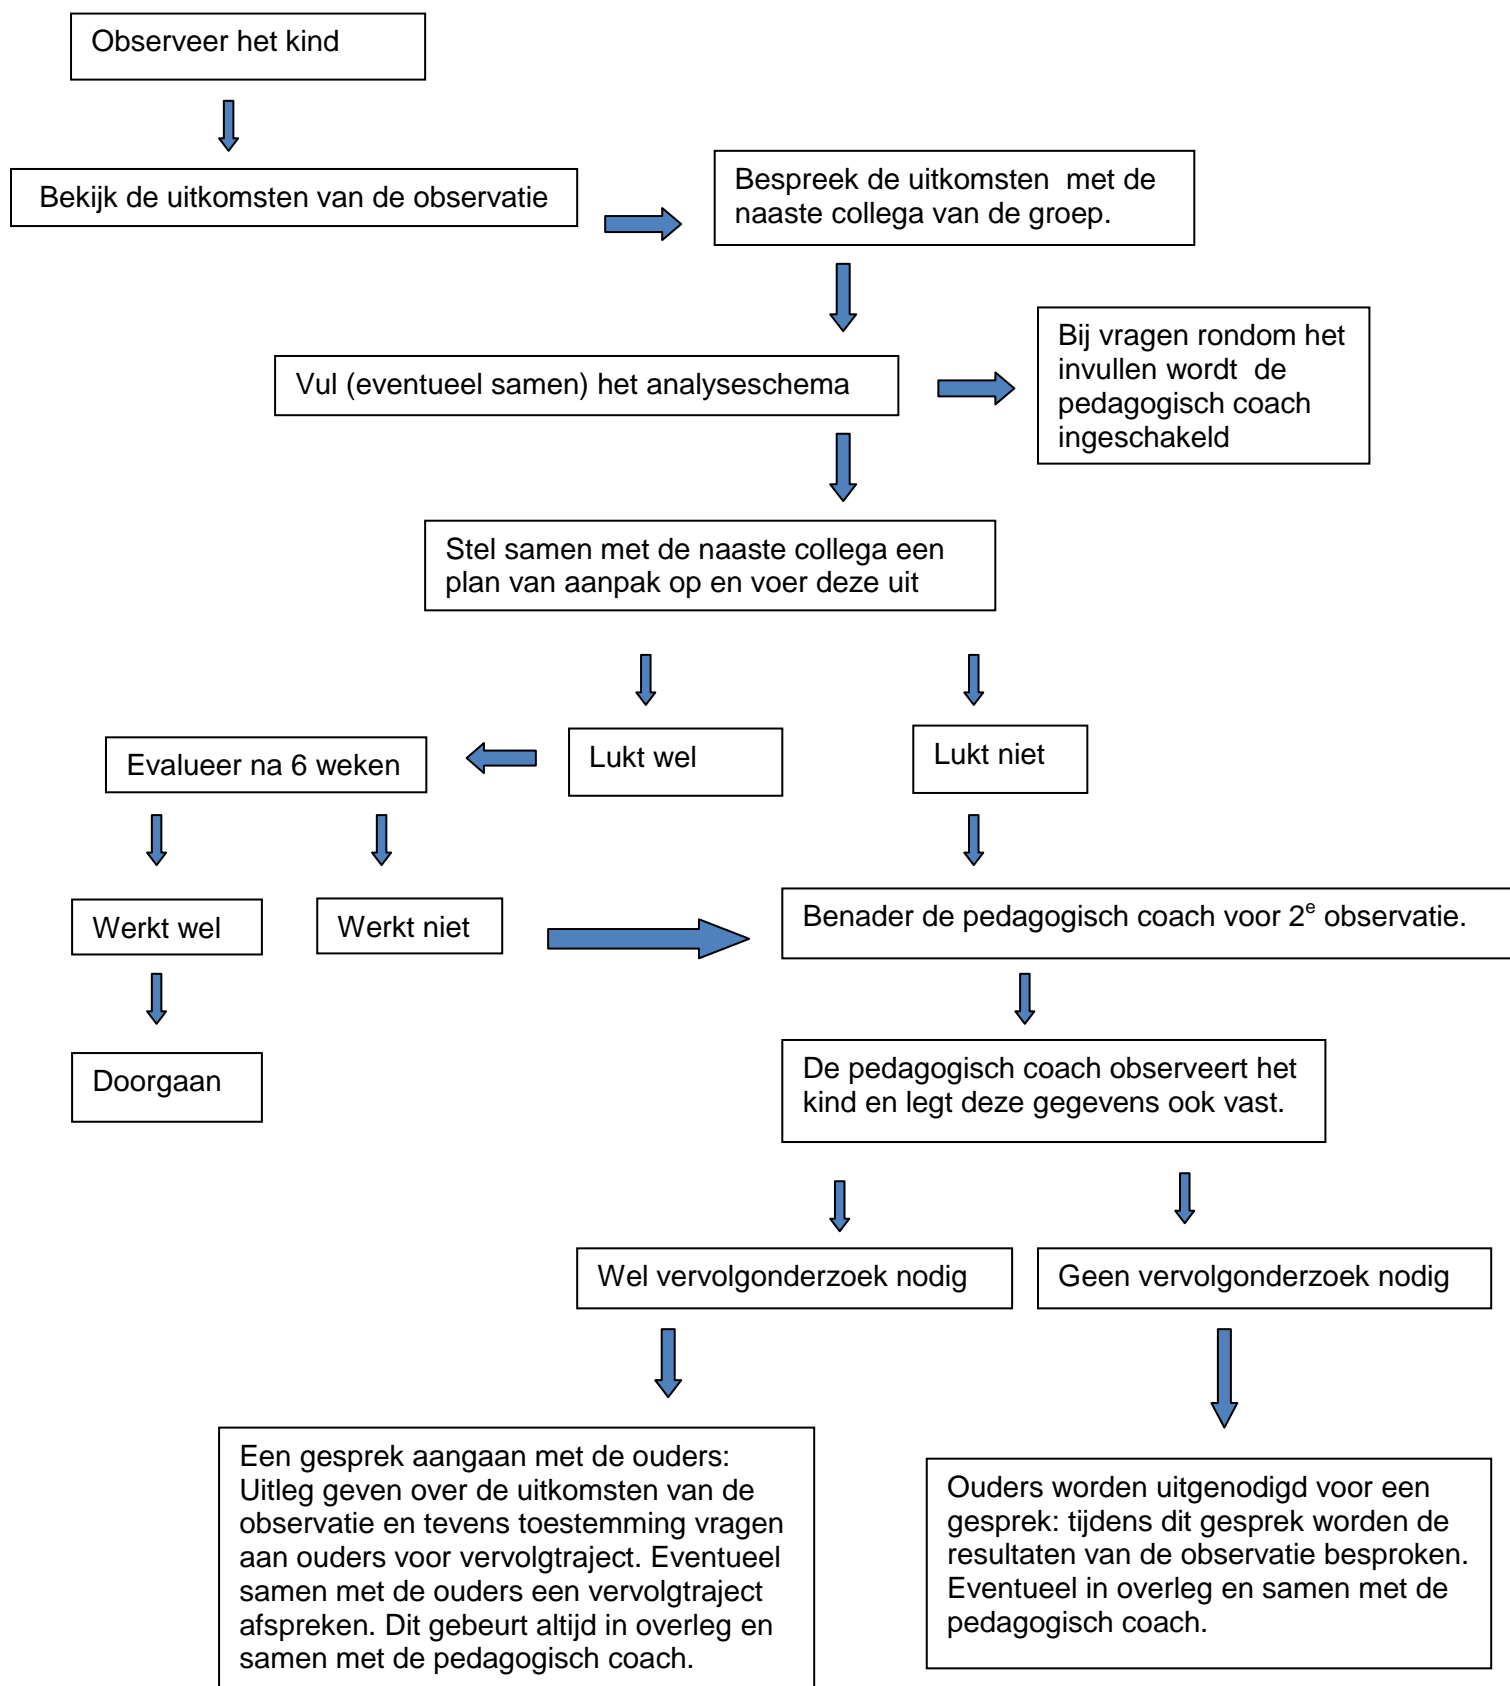 Observeer het kind
Bekijk de uitkomsten van de observatie
Bespreek de uitkomsten  met de
naaste collega van de groep.
Vul (eventueel samen) het analyseschema
Bij vragen rondom het
invullen wordt  de
pedagogisch coach
ingeschakeld
Stel samen met de naaste collega een
plan van aanpak op en voer deze uit
Evalueer na 6 weken
Lukt wel
Lukt niet
Werkt wel
Werkt niet
Benader de pedagogisch coach voor 2e observatie.
Doorgaan
De pedagogisch coach observeert het
kind en legt deze gegevens ook vast.
Wel vervolgonderzoek nodig
Geen vervolgonderzoek nodig
Een gesprek aangaan met de ouders:
Uitleg geven over de uitkomsten van de
observatie en tevens toestemming vragen
aan ouders voor vervolgtraject. Eventueel
samen met de ouders een vervolgtraject
afspreken. Dit gebeurt altijd in overleg en
samen met de pedagogisch coach.
Ouders worden uitgenodigd voor een
gesprek: tijdens dit gesprek worden de
resultaten van de observatie besproken.
Eventueel in overleg en samen met de
pedagogisch coach.